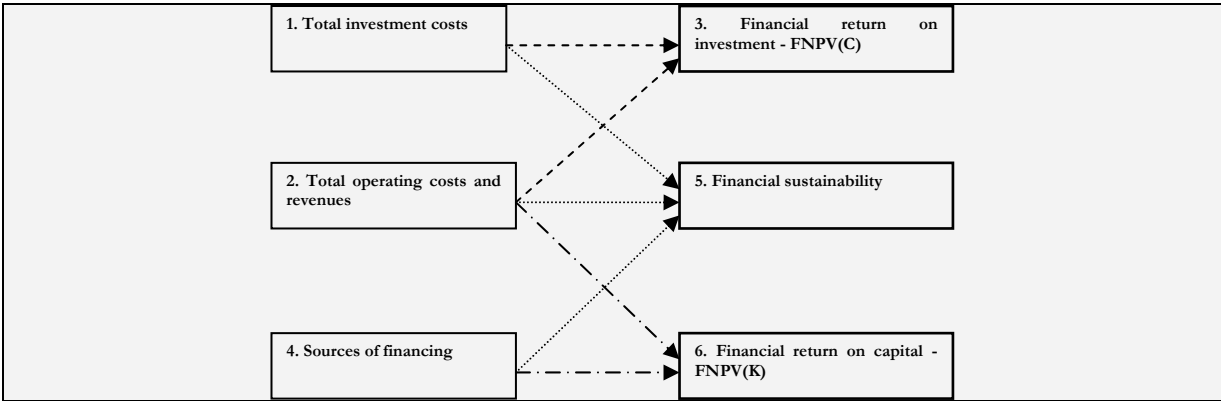 1. Total investment costs
3. Financial return on
investment - FNPV(C)
2. Total operating costs and
revenues
5. Financial sustainability
4. Sources of financing
6. Financial return on capital -
FNPV(K)